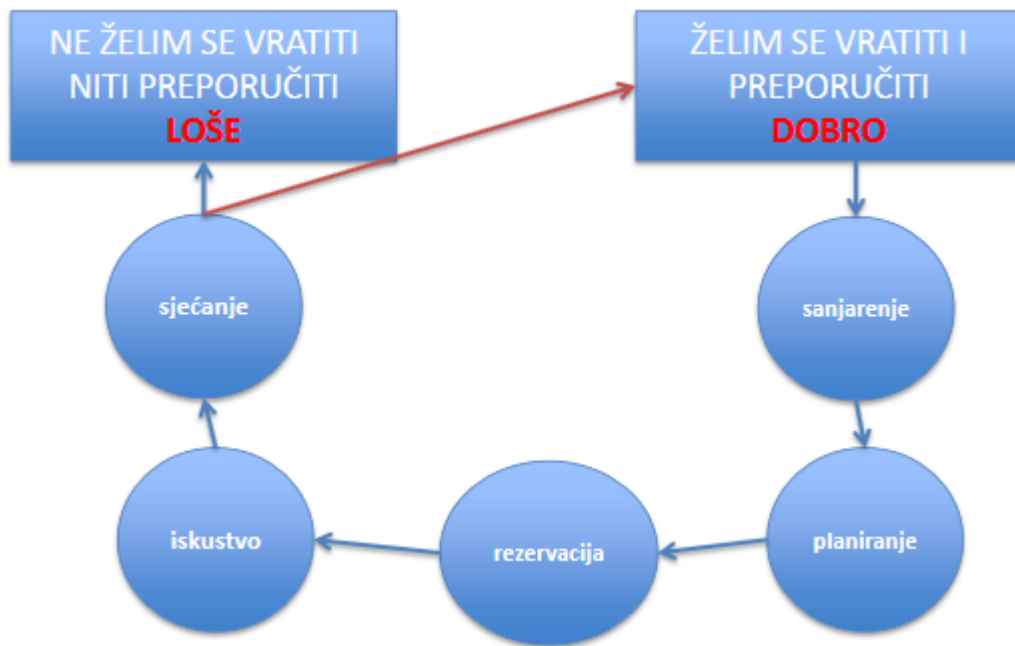 NE ŽELIM SE VRATITI
NITI PREPORUČITI
LOŠE
ŽELIM SE VRATITI I
PREPORUČITI
DOBRO
sjećanje
sanjarenje
iskustvo
rezervacija
planiranje